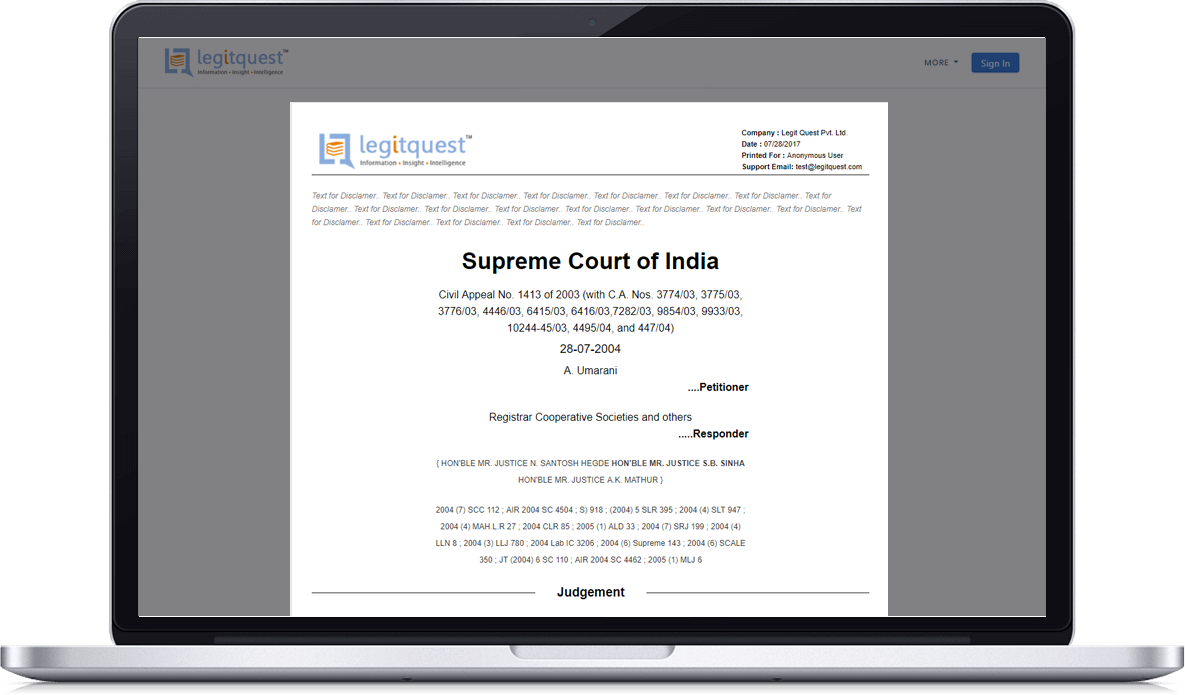 legitquest™
Information • Insight • Intelligence
MORE
Sign In
legitquest™
Information • Insight • Intelligence
Company : Legit Quest Pvt. Ltd.
Date : 07/28/2017
Printed For : Anonymous User
Support Email: test@legitquest.com
Text for Disclamer.. Text for Disclamer.. Text for Disclamer.. Text for Disclamer.. Text for Disclamer.. Text for Disclamer.. Text for Disclamer.. Text for
Disclamer.. Text for Disclamer.. Text for Disclamer.. Text for Disclamer.. Text for Disclamer.. Text for Disclamer.. Text for Disclamer.. Text for Disclamer.. Text
for Disclamer.. Text for Disclamer.. Text for Disclamer.. Text for Disclamer.. Text for Disclamer..
Supreme Court of India
Civil Appeal No. 1413 of 2003 (with C.A. Nos. 3774/03, 3775/03,
3776/03, 4446/03, 6415/03, 6416/03,7282/03, 9854/03, 9933/03,
10244-45/03, 4495/04, and 447/04)
28-07-2004
A. Umarani
....Petitioner
Registrar Cooperative Societies and others
.....Responder
{ HON'BLE MR. JUSTICE N. SANTOSH HEGDE HON'BLE MR. JUSTICE S.B. SINHA
HON'BLE MR. JUSTICE A.K. MATHUR }
2004 (7) SCC 112 ; AIR 2004 SC 4504 ; S) 918 ; (2004) 5 SLR 395 ; 2004 (4) SLT 947 ;
2004 (4) MAH.L.R 27 ; 2004 CLR 85 ; 2005 (1) ALD 33 ; 2004 (7) SRJ 199 ; 2004 (4)
LLN 8 ; 2004 (3) LLJ 780 ; 2004 Lab IC 3206 ; 2004 (6) Supreme 143 ; 2004 (6) SCALE
350 ; JT (2004) 6 SC 110 ; AIR 2004 SC 4462 ; 2005 (1) MLJ 6
Judgement